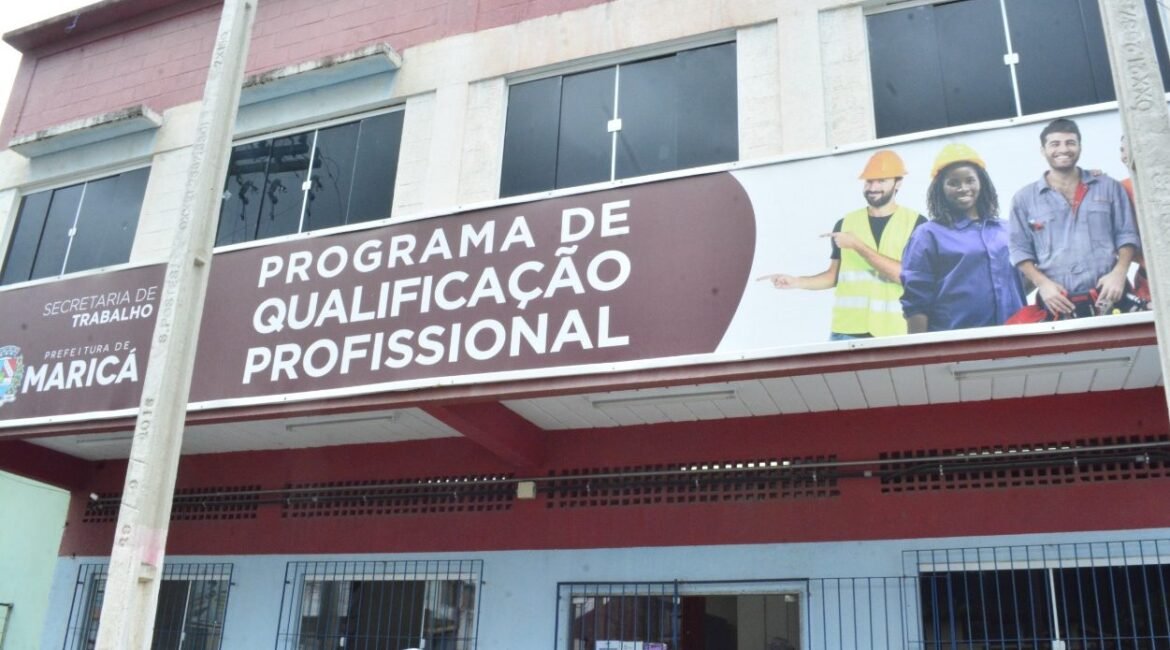 SECRETARIA DE
TRABALHO
PREFEITURA DE
MARICÁ
PROGRAMA DE
QUALIFICAÇÃO
PROFISSIONAL